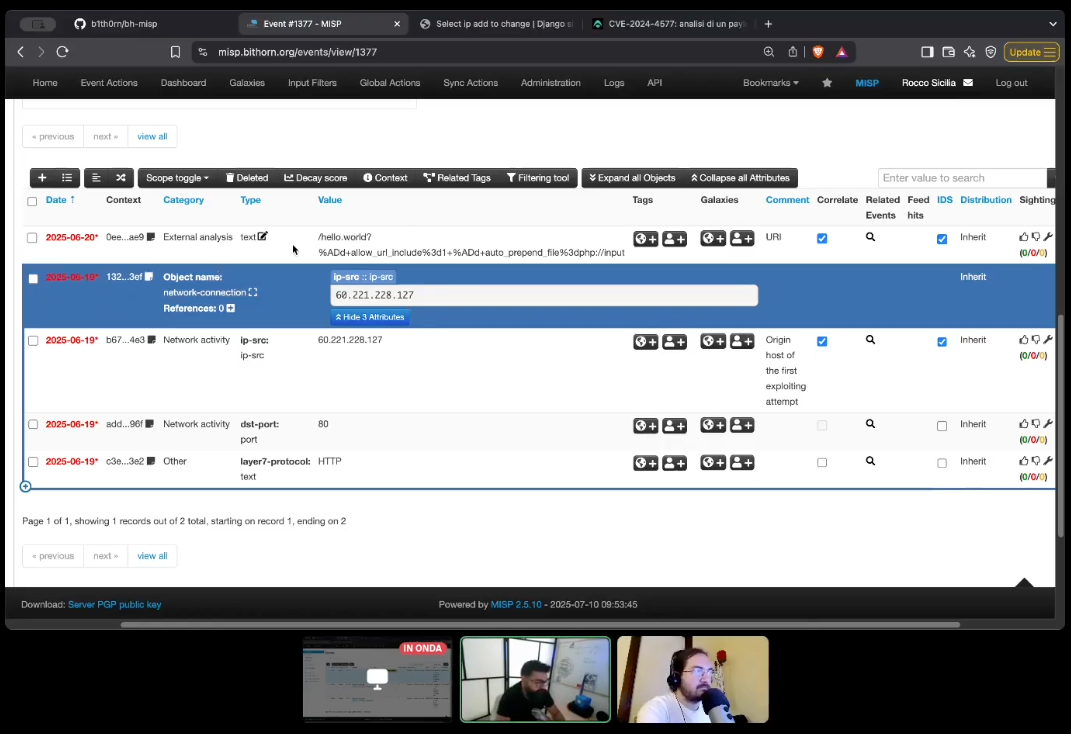 b1th0rn/bh-misp
Event #1377 - MISP
Select ip add to change | Django si
CVE-2024-4577: analisi di un payl
misp.bithorn.org/events/view/1377
Update
Home Event Actions Dashboard Galaxies Input Filters Global Actions Sync Actions Administration Logs API Bookmarks MISP Rocco Sicilia Log out
« previous next » view all
Scope toggle Deleted Decay score Context Related Tags Filtering tool Expand all Objects Collapse all Attributes Enter value to search
Date ↑ Context Category Type Value Tags Galaxies Comment Correlate Related Events Feed hits IDS Distribution Sighting
2025-06-20* 0ee...ae9 External analysis text /hello.world? URI Inherit
%ADd+allow_url_include%3d1+%ADd+auto_prepend_file%3dphp://input (0/0/0)
2025-06-19* 132...3ef Object name: ip-src :: ip-src Inherit
network-connection 60.221.228.127
References: 0
Hide 3 Attributes
2025-06-19* b67...4e3 Network activity ip-src: 60.221.228.127 Origin Inherit
ip-src host of (0/0/0)
the first
exploiting
attempt
2025-06-19* add...96f Network activity dst-port: 80 Inherit
port (0/0/0)
2025-06-19* c3e...3e2 Other layer7-protocol: HTTP Inherit
text (0/0/0)
Page 1 of 1, showing 1 records out of 2 total, starting on record 1, ending on 2
« previous next » view all
Download: Server PGP public key Powered by MISP 2.5.10 - 2025-07-10 09:53:45
IN ONDA